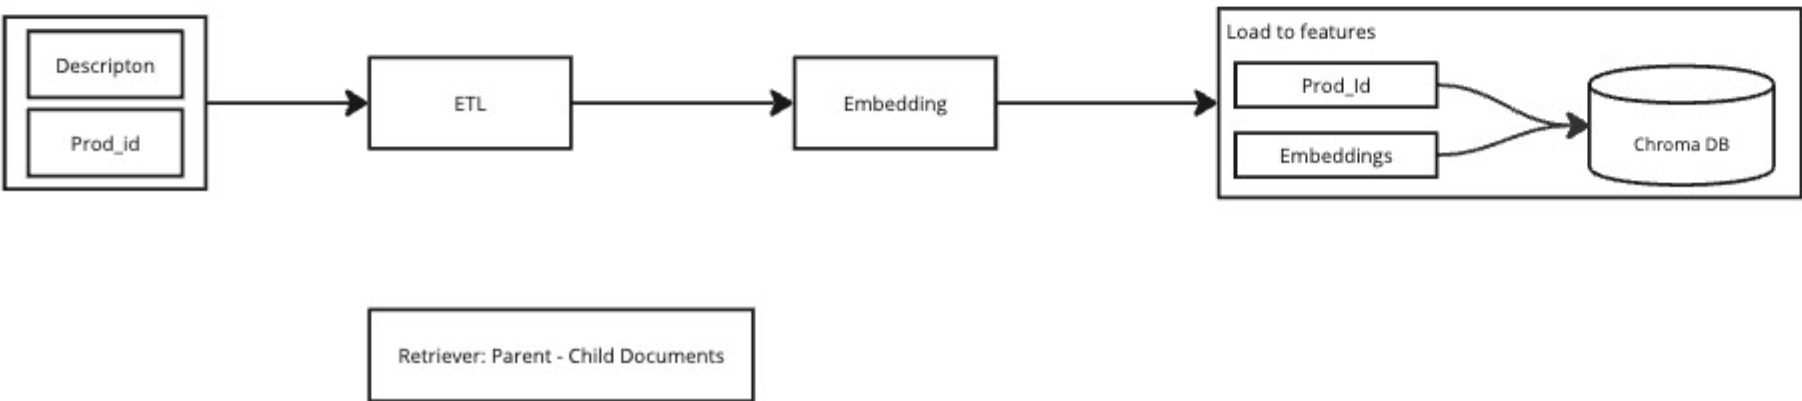 Descripton
Prod_id
ETL
Embedding
Load to features
Prod_Id
Embeddings
Chroma DB
Retriever: Parent - Child Documents